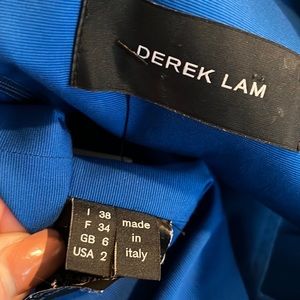 DEREK LAM
I 38
F 34
GB 6
USA 2
made
in
italy